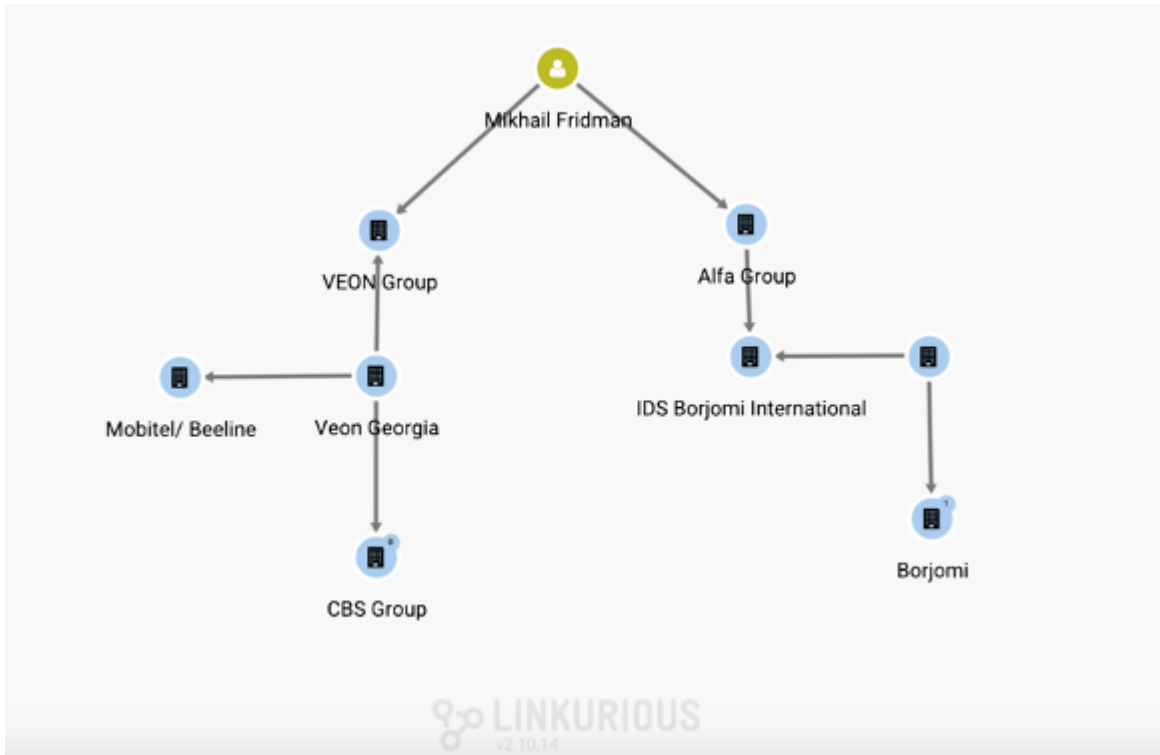 Mikhail Fridman
VEON Group
Alfa Group
Mobitel/ Beeline
Veon Georgia
IDS Borjomi International
CBS Group
Borjomi
LINKURIOUS
v2.10.14